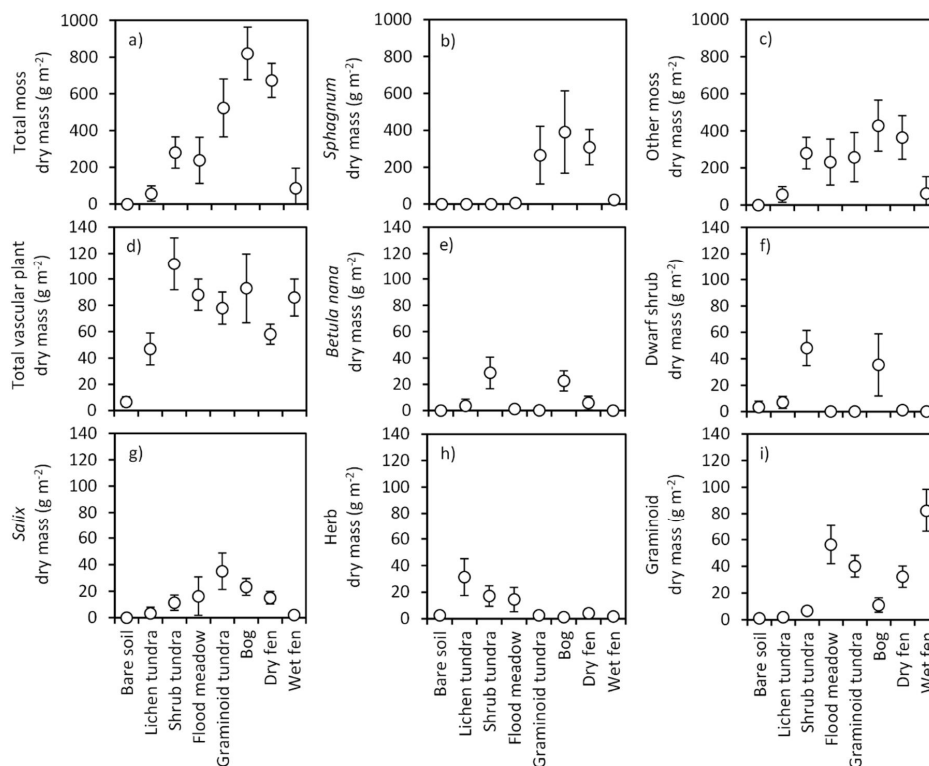 Total moss
dry mass (g m-2)
1000
800
600
400
200
0
a)
Sphagnum
dry mass (g m-2)
1000
800
600
400
200
0
b)
Other moss
dry mass (g m-2)
1000
800
600
400
200
0
c)
Total vascular plant
dry mass (g m-2)
140
120
100
80
60
40
20
0
d)
Betula nana
dry mass (g m-2)
140
120
100
80
60
40
20
0
e)
Dwarf shrub
dry mass (g m-2)
140
120
100
80
60
40
20
0
f)
Saiix
dry mass (g m-2)
140
120
100
80
60
40
20
0
g)
Herb
dry mass (g m-2)
140
120
100
80
60
40
20
0
h)
Graminoid
dry mass (g m-2)
140
120
100
80
60
40
20
0
i)
Bare soil
Lichen tundra
Shrub tundra
Flood meadow
Graminoid tundra
Bog
Dry fen
Wet fen
Bare soil
Lichen tundra
Shrub tundra
Flood meadow
Graminoid tundra
Bog
Dry fen
Wet fen
Bare soil
Lichen tundra
Shrub tundra
Flood meadow
Graminoid tundra
Bog
Dry fen
Wet fen